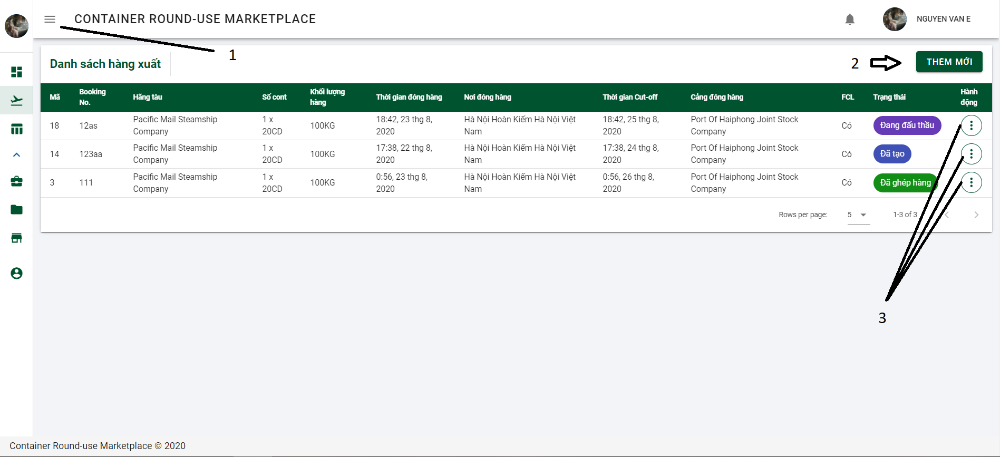 CONTAINER ROUND-USE MARKETPLACE
NGUYEN VAN E
1
Danh sách hàng xuất
2
THÊM MỚI
Mã
Booking No.
Hãng tàu
Số cont
Khối lượng hàng
Thời gian đóng hàng
Nơi đóng hàng
Thời gian Cut-off
Cảng đóng hàng
FCL
Trạng thái
Hành động
18
12as
Pacific Mail Steamship
Company
1 x
20CD
100KG
18:42, 23 thg 8,
2020
Hà Nội Hoàn Kiếm Hà Nội Việt
Nam
18:42, 25 thg 8,
2020
Port Of Haiphong Joint Stock
Company
Có
Đang đấu thầu
14
123aa
Pacific Mail Steamship
Company
1 x
20CD
100KG
17:38, 22 thg 8,
2020
Hà Nội Hoàn Kiếm Hà Nội Việt
Nam
17:38, 24 thg 8,
2020
Port Of Haiphong Joint Stock
Company
Có
Đã tạo
3
111
Pacific Mail Steamship
Company
1 x
20CD
100KG
0:56, 23 thg 8,
2020
Hà Nội Hoàn Kiếm Hà Nội Việt
Nam
0:56, 26 thg 8,
2020
Port Of Haiphong Joint Stock
Company
Có
Đã ghép hàng
Rows per page:
5
1-3 of 3
3
Container Round-use Marketplace © 2020